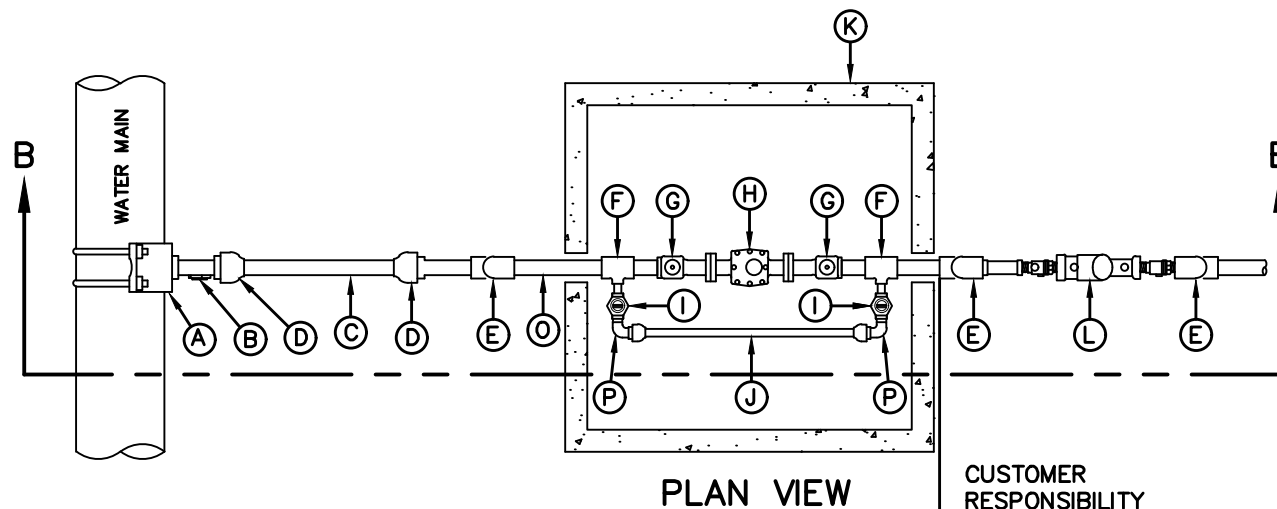 K
B
WATER MAIN
F
G
H
G
F
A
B
D
C
D
E
O
I
I
E
L
E
P
J
P
PLAN VIEW
CUSTOMER
RESPONSIBILITY